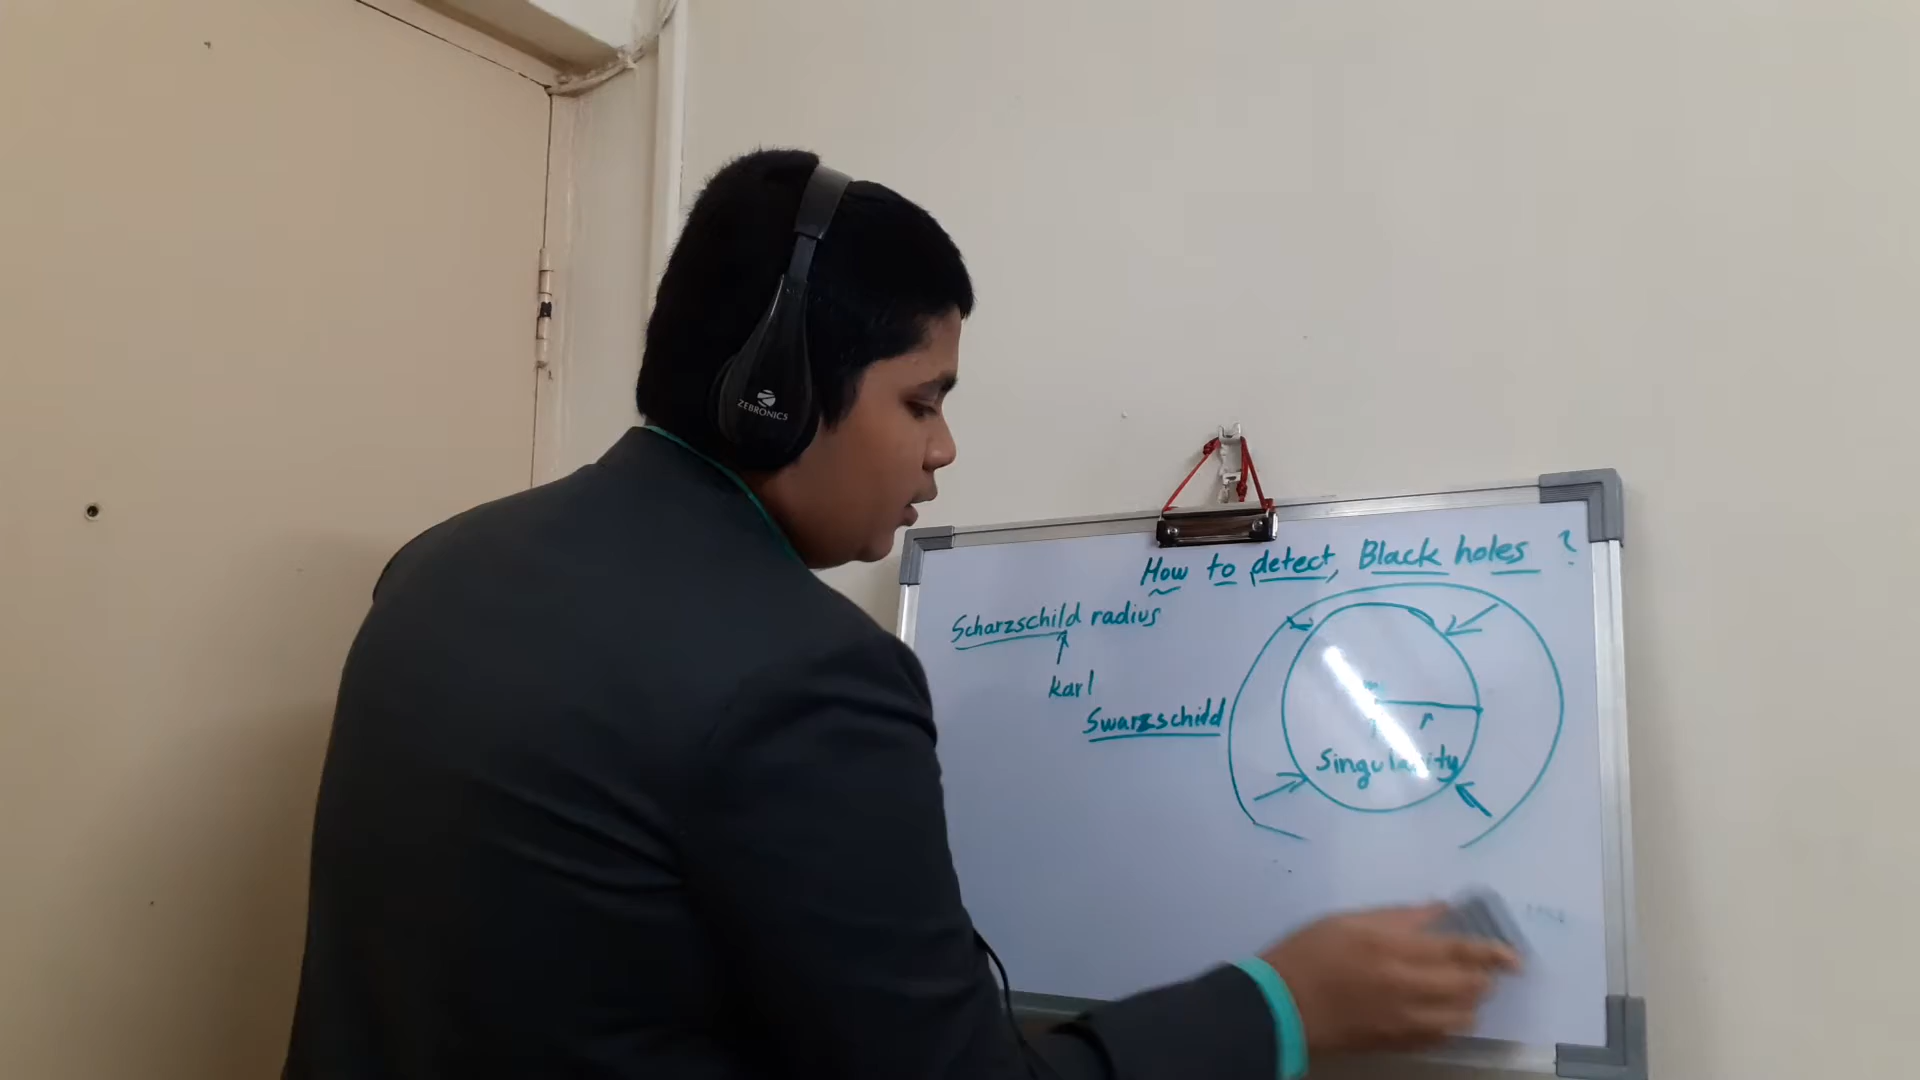 ZEBRONICS
How to detect, Black holes ?
Scharzschild radius
karl
Swarzschild
r
Singularity